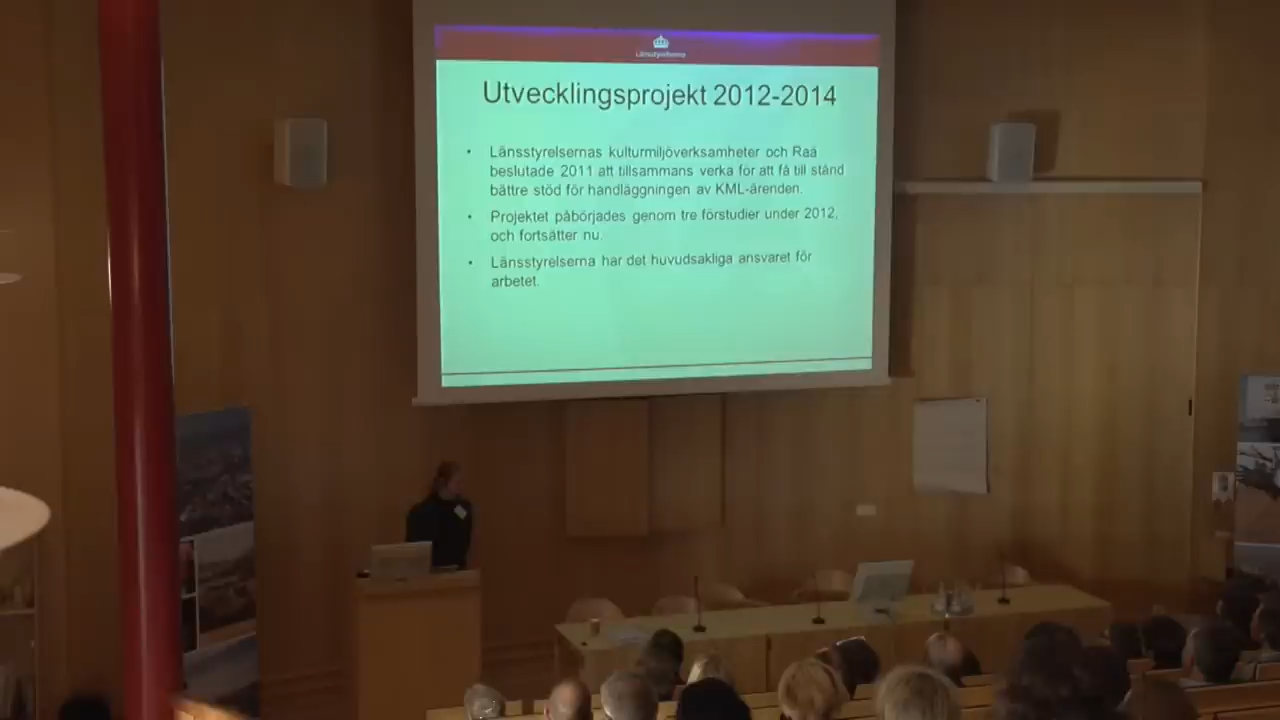 Länsstyrelserna
Utvecklingsprojekt 2012-2014
• Länsstyrelsernas kulturmiljöverksamheter och Raä
beslutade 2011 att tillsammans verka för att få till stånd
bättre stöd för handläggningen av KML-ärenden.
• Projektet påbörjades genom tre förstudier under 2012,
och fortsätter nu.
• Länsstyrelserna har det huvudsakliga ansvaret för
arbetet.